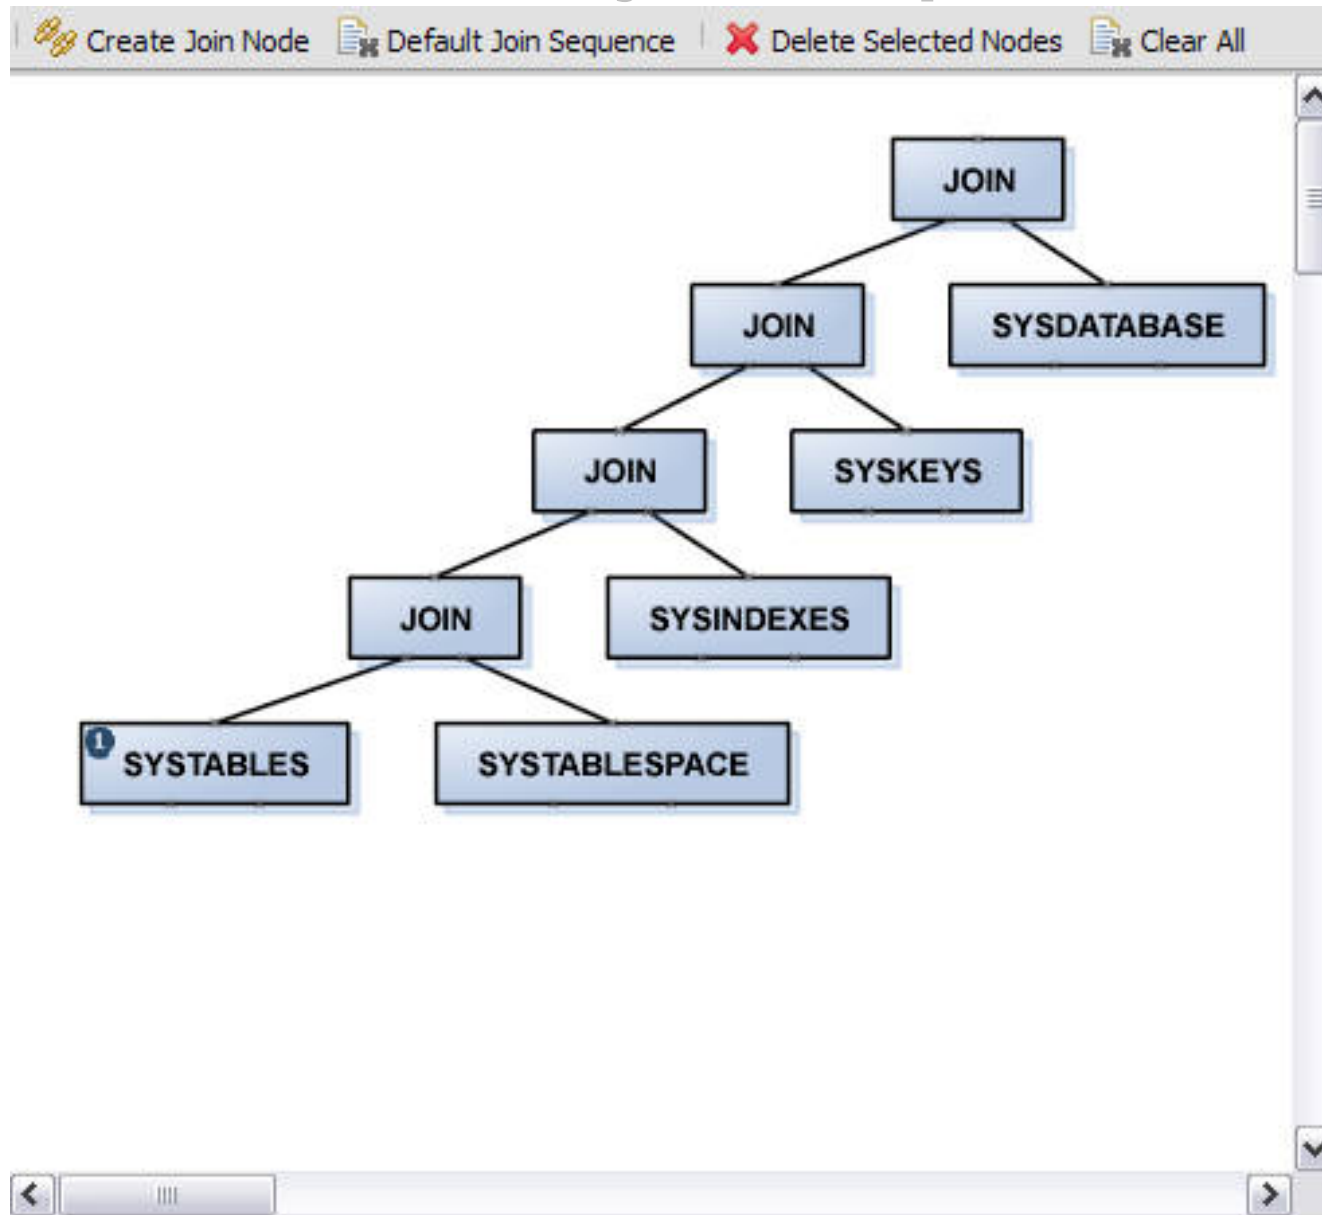 Create Join Node Default Join Sequence Delete Selected Nodes Clear All
JOIN
JOIN SYSDATABASE
JOIN SYSKEYS
JOIN SYSINDEXES
1 SYSTABLES SYSTABLESPACE